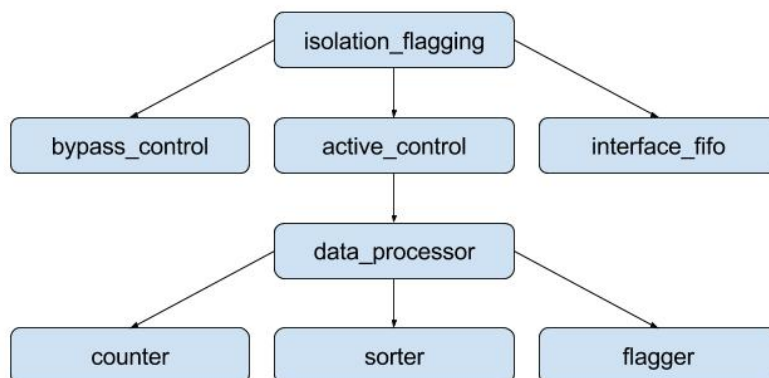 isolation_flagging
bypass_control
active_control
interface_fifo
data_processor
counter
sorter
flagger